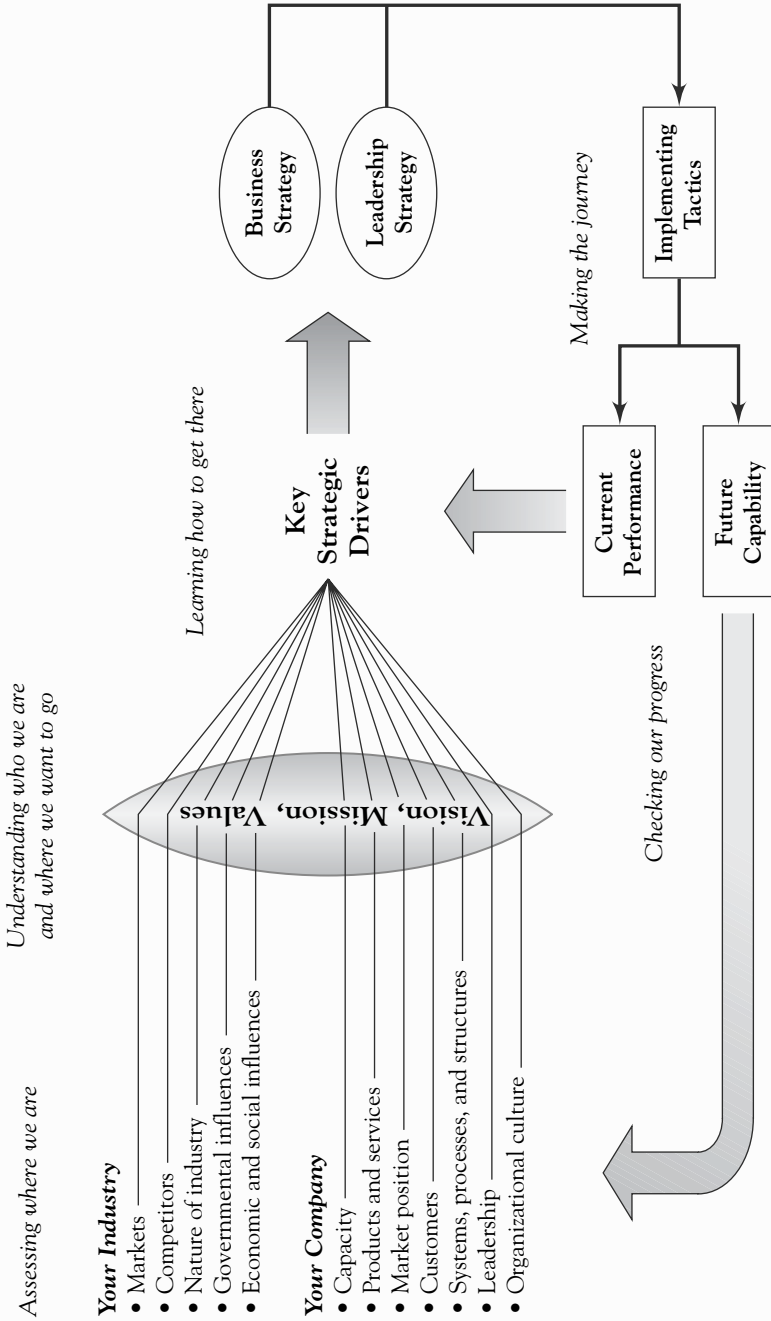 Assessing where we are
Your Industry
• Markets
• Competitors
• Nature of industry
• Governmental influences
• Economic and social influences
Your Company
• Capacity
• Products and services
• Market position
• Customers
• Systems, processes, and structures
• Leadership
• Organizational culture
Understanding who we are
and where we want to go
Vision, Mission, Values
Learning how to get there
Key
Strategic
Drivers
Business
Strategy
Leadership
Strategy
Making the journey
Implementing
Tactics
Current
Performance
Future
Capability
Checking our progress